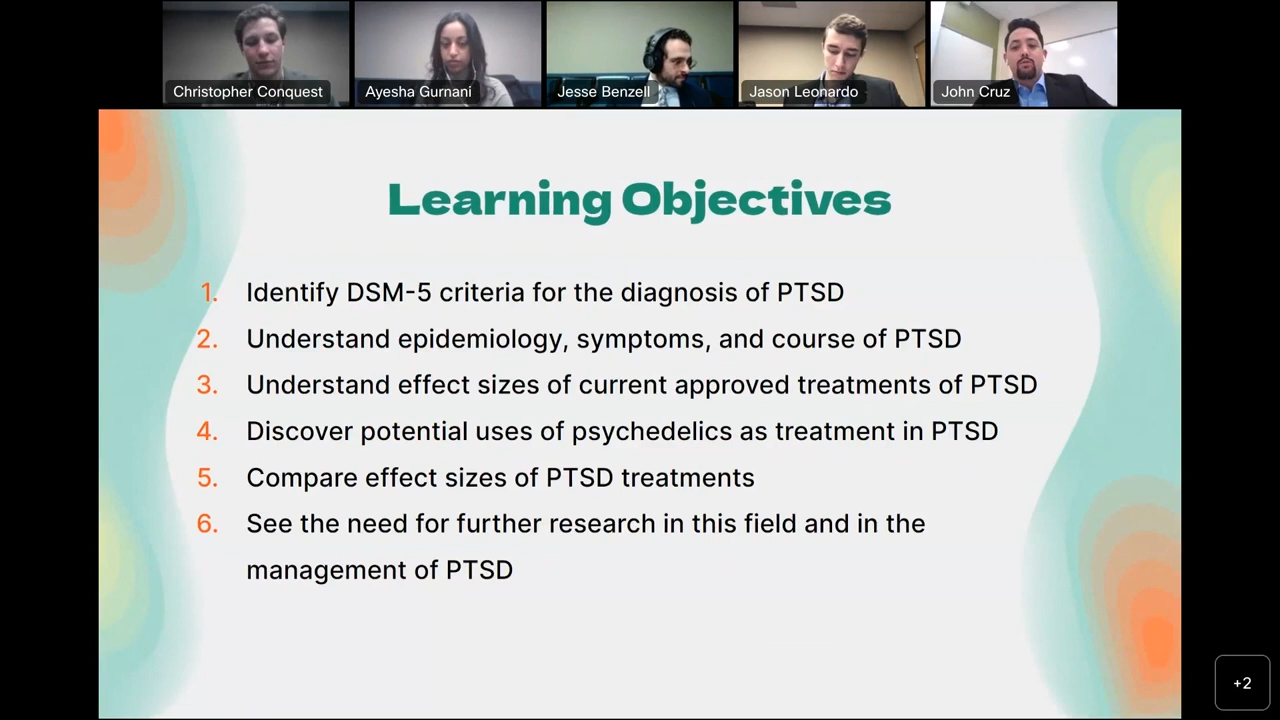 Christopher Conquest
Ayesha Gurnani
Jesse Benzell
Jason Leonardo
John Cruz
Learning Objectives
1. Identify DSM-5 criteria for the diagnosis of PTSD
2. Understand epidemiology, symptoms, and course of PTSD
3. Understand effect sizes of current approved treatments of PTSD
4. Discover potential uses of psychedelics as treatment in PTSD
5. Compare effect sizes of PTSD treatments
6. See the need for further research in this field and in the
management of PTSD
+2